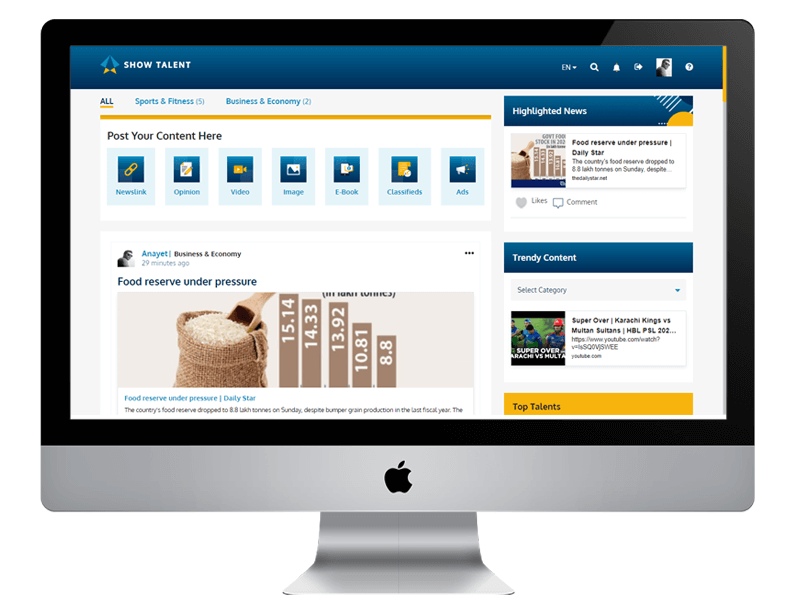 SHOW TALENT
EN
ALL
Sports & Fitness (5)
Business & Economy (2)
Post Your Content Here
Newslink
Opinion
Video
Image
E-Book
Classifieds
Ads
Anayet| Business & Economy
29 minutes ago
Food reserve under pressure
(in lakh tonnes)
15.14
14.33
13.92
10.81
8.8
Food reserve under pressure | Daily Star
The country's food reserve dropped to 8.8 lakh tonnes on Sunday, despite bumper grain production in the last fiscal year. The
Highlighted News
GOVT FOOD
STOCK IN 202
Food reserve under pressure |
Daily Star
The country's food reserve dropped to
8.8 lakh tonnes on Sunday, despite...
thedailystar.net
Likes
Comment
Trendy Content
Select Category
SUPER OVER
KARACHI VS MULTA
Super Over | Karachi Kings vs
Multan Sultans | HBL PSL 202...
https://www.youtube.com/watch?
v=IsSQ0VjSWEE
youtube.com
Top Talents